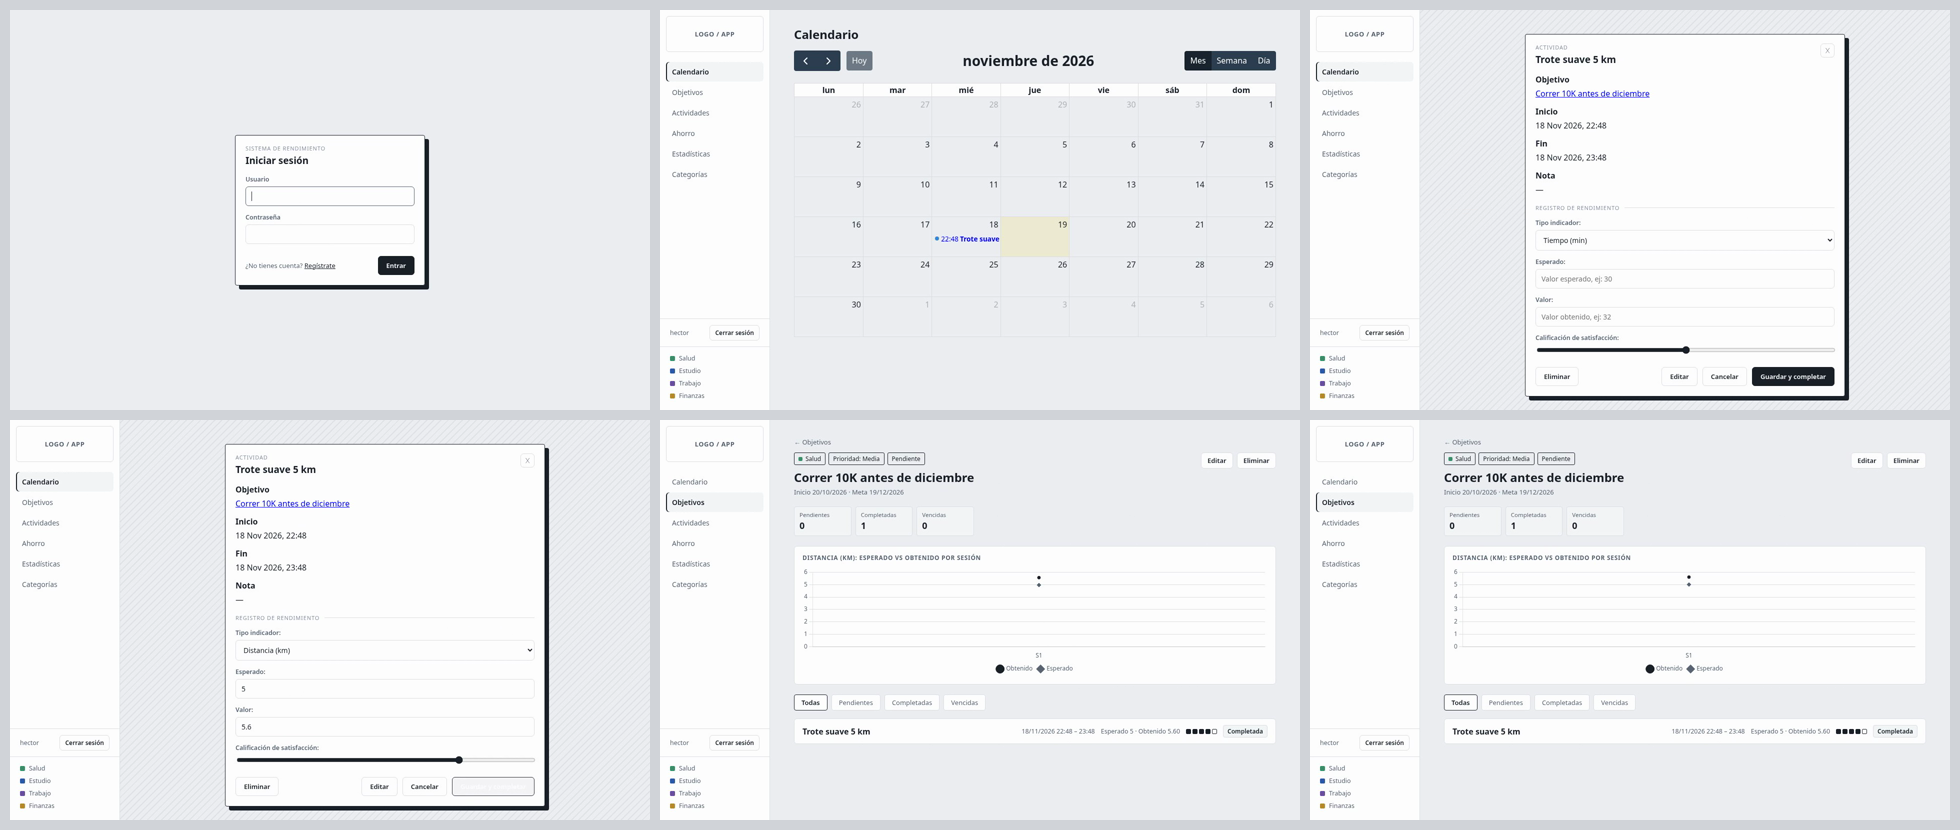 SISTEMA DE RENDIMIENTO
Iniciar sesión
Usuario
Contraseña
¿No tienes cuenta? Regístrate
Entrar
LOGO / APP
Calendario
Objetivos
Actividades
Ahorro
Estadísticas
Categorías
hector
Cerrar sesión
Salud
Estudio
Trabajo
Finanzas
Calendario
Hoy
noviembre de 2026
Mes Semana Día
lun mar mié jue vie sáb dom
26 27 28 29 30 31 1
2 3 4 5 6 7 8
9 10 11 12 13 14 15
16 17 18 19 20 21 22
22:48 Trote suave
23 24 25 26 27 28 29
30 1 2 3 4 5 6
LOGO / APP
Calendario
Objetivos
Actividades
Ahorro
Estadísticas
Categorías
hector
Cerrar sesión
Salud
Estudio
Trabajo
Finanzas
ACTIVIDAD
X
Trote suave 5 km
Objetivo
Correr 10K antes de diciembre
Inicio
18 Nov 2026, 22:48
Fin
18 Nov 2026, 23:48
Nota
—
REGISTRO DE RENDIMIENTO
Tipo indicador:
Tiempo (min)
Esperado:
Valor esperado, ej: 30
Valor:
Valor obtenido, ej: 32
Calificación de satisfacción:
Eliminar
Editar
Cancelar
Guardar y completar
LOGO / APP
Calendario
Objetivos
Actividades
Ahorro
Estadísticas
Categorías
hector
Cerrar sesión
Salud
Estudio
Trabajo
Finanzas
ACTIVIDAD
X
Trote suave 5 km
Objetivo
Correr 10K antes de diciembre
Inicio
18 Nov 2026, 22:48
Fin
18 Nov 2026, 23:48
Nota
—
REGISTRO DE RENDIMIENTO
Tipo indicador:
Distancia (km)
Esperado:
5
Valor:
5.6
Calificación de satisfacción:
Eliminar
Editar
Cancelar
LOGO / APP
Calendario
Objetivos
Actividades
Ahorro
Estadísticas
Categorías
hector
Cerrar sesión
Salud
Estudio
Trabajo
Finanzas
← Objetivos
Salud
Prioridad: Media
Pendiente
Editar
Eliminar
Correr 10K antes de diciembre
Inicio 20/10/2026 · Meta 19/12/2026
Pendientes
0
Completadas
1
Vencidas
0
DISTANCIA (KM): ESPERADO VS OBTENIDO POR SESIÓN
6
5
4
3
2
1
0
S1
Obtenido Esperado
Todas
Pendientes
Completadas
Vencidas
Trote suave 5 km
18/11/2026 22:48 – 23:48 Esperado 5 · Obtenido 5.60
Completada
LOGO / APP
Calendario
Objetivos
Actividades
Ahorro
Estadísticas
Categorías
hector
Cerrar sesión
Salud
Estudio
Trabajo
Finanzas
← Objetivos
Salud
Prioridad: Media
Pendiente
Editar
Eliminar
Correr 10K antes de diciembre
Inicio 20/10/2026 · Meta 19/12/2026
Pendientes
0
Completadas
1
Vencidas
0
DISTANCIA (KM): ESPERADO VS OBTENIDO POR SESIÓN
6
5
4
3
2
1
0
S1
Obtenido Esperado
Todas
Pendientes
Completadas
Vencidas
Trote suave 5 km
18/11/2026 22:48 – 23:48 Esperado 5 · Obtenido 5.60
Completada